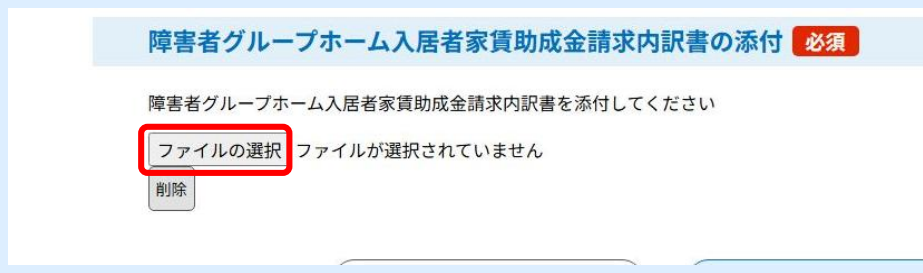 障害者グループホーム入居者家賃助成金請求内訳書の添付 必須
障害者グループホーム入居者家賃助成金請求内訳書を添付してください
ファイルの選択 ファイルが選択されていません
削除